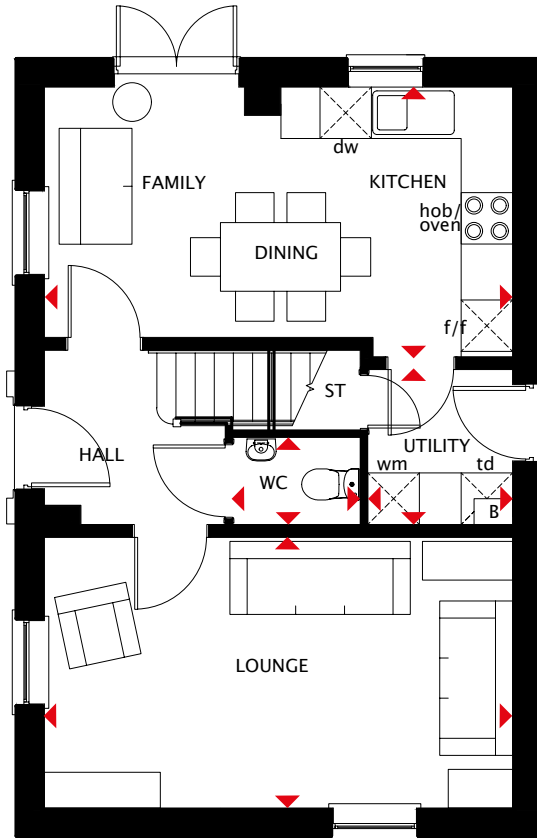 dw
FAMILY
KITCHEN
hob/
oven
DINING
f/f
ST
UTILITY
HALL
WC
wm
td
B
LOUNGE